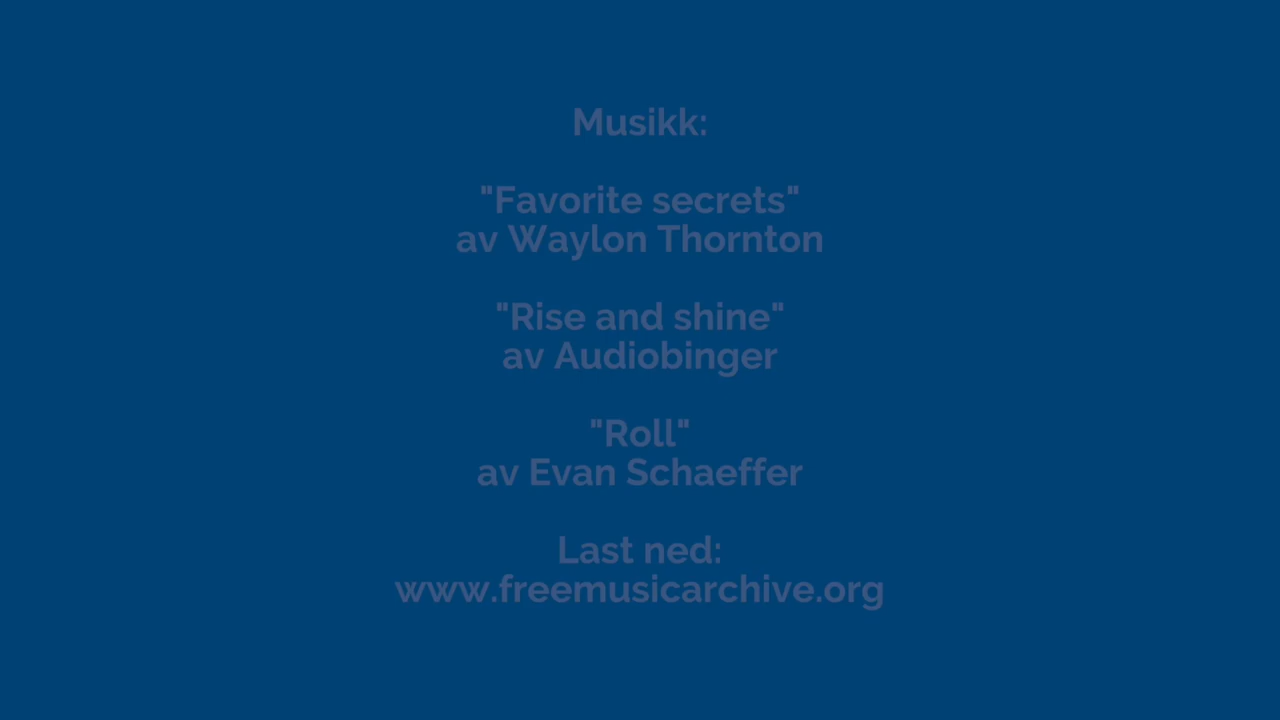 Musikk:
"Favorite secrets"
av Waylon Thornton
"Rise and shine"
av Audiobinger
"Roll"
av Evan Schaeffer
Last ned:
www.freemusicarchive.org